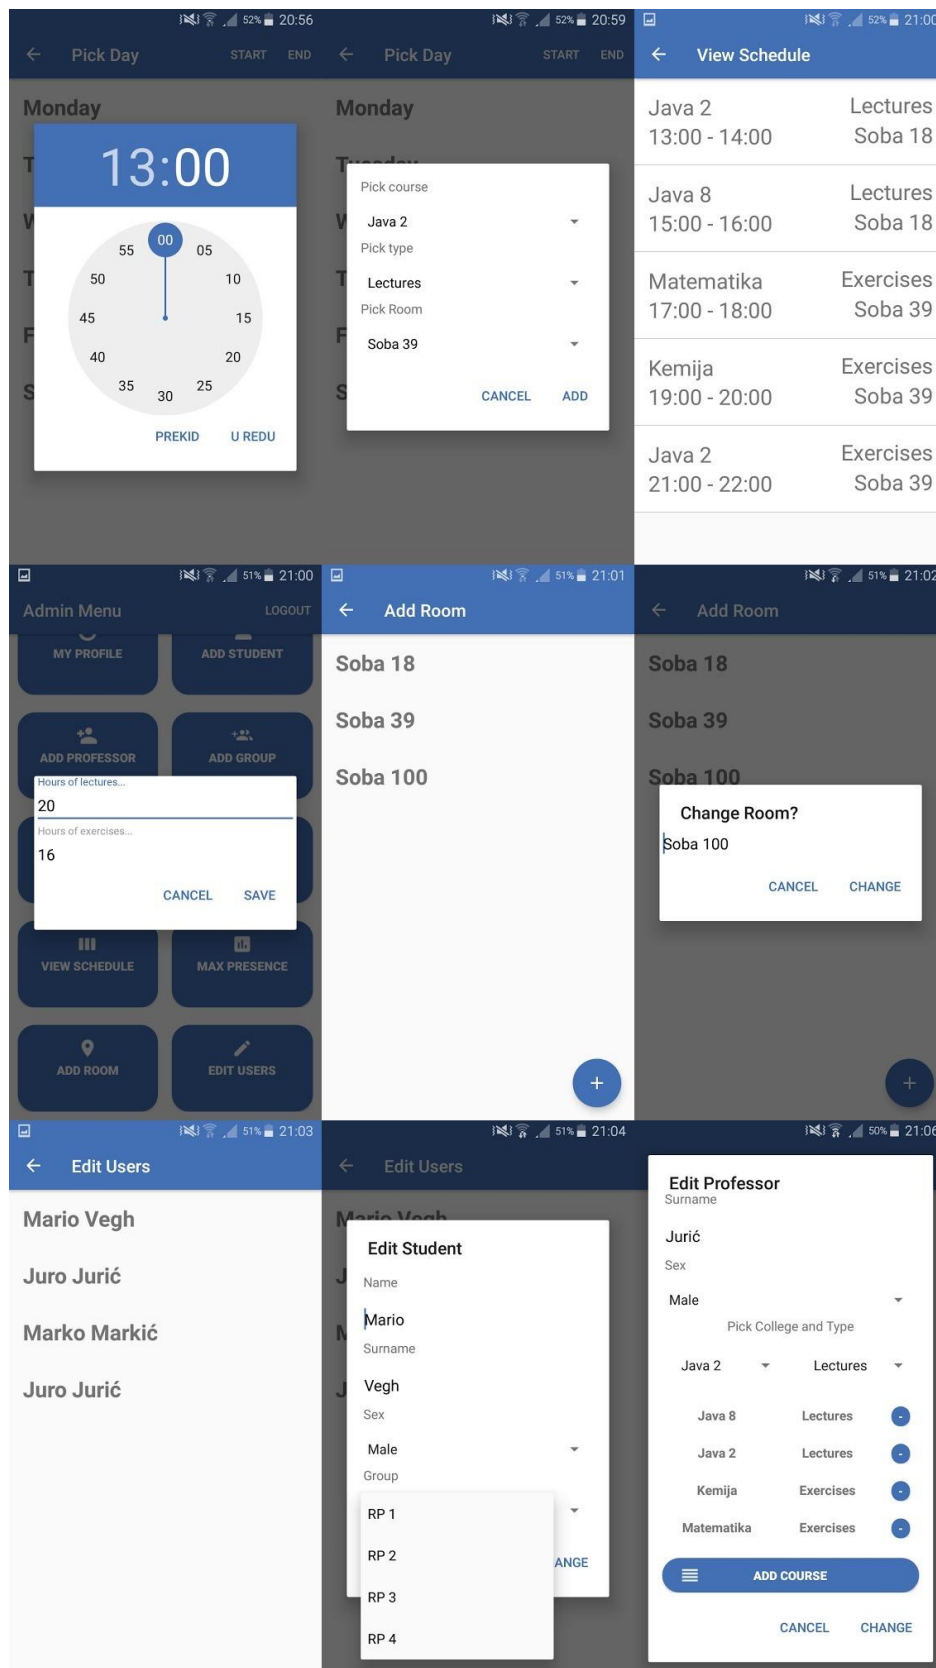 52% 20:56
Pick Day START END
Monday
T
W
T
F
S
13:00
00
55 05
50 10
45 15
40 20
35 25
30
PREKID U REDU
52% 20:59
Pick Day START END
Monday
Tuesday
W
T
F
S
Pick course
Java 2
Pick type
Lectures
Pick Room
Soba 39
CANCEL ADD
52% 21:00
View Schedule
Java 2 Lectures
13:00 - 14:00 Soba 18
Java 8 Lectures
15:00 - 16:00 Soba 18
Matematika Exercises
17:00 - 18:00 Soba 39
Kemija Exercises
19:00 - 20:00 Soba 39
Java 2 Exercises
21:00 - 22:00 Soba 39
51% 21:00
Admin Menu LOGOUT
MY PROFILE ADD STUDENT
ADD PROFESSOR ADD GROUP
Hours of lectures...
20
Hours of exercises...
16
CANCEL SAVE
VIEW SCHEDULE MAX PRESENCE
ADD ROOM EDIT USERS
51% 21:01
Add Room
Soba 18
Soba 39
Soba 100
+
51% 21:02
Add Room
Soba 18
Soba 39
Soba 100
Change Room?
Soba 100
CANCEL CHANGE
+
51% 21:03
Edit Users
Mario Vegh
Juro Jurić
Marko Markić
Juro Jurić
51% 21:04
Edit Users
Mario Vegh
J
M
J
Edit Student
Name
Mario
Surname
Vegh
Sex
Male
Group
RP 1
RP 2
ANGE
RP 3
RP 4
50% 21:06
Edit Professor
Surname
Jurić
Sex
Male
Pick College and Type
Java 2 Lectures
Java 8 Lectures -
Java 2 Lectures -
Kemija Exercises -
Matematika Exercises -
ADD COURSE
CANCEL CHANGE